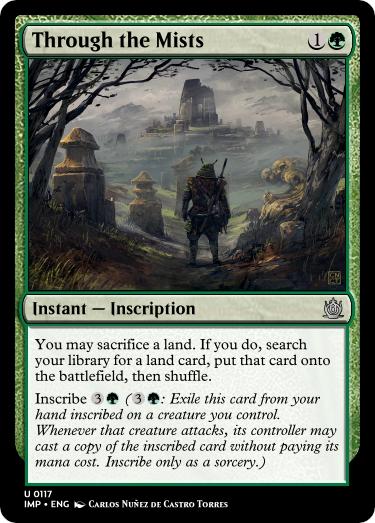 Through the Mists 1
Instant — Inscription
You may sacrifice a land. If you do, search
your library for a land card, put that card onto
the battlefield, then shuffle.
Inscribe 3 (3 : Exile this card from your
hand inscribed on a creature you control.
Whenever that creature attacks, its controller may
cast a copy of the inscribed card without paying its
mana cost. Inscribe only as a sorcery.)
U 0117
IMP • ENG Carlos Nuñez de Castro Torres